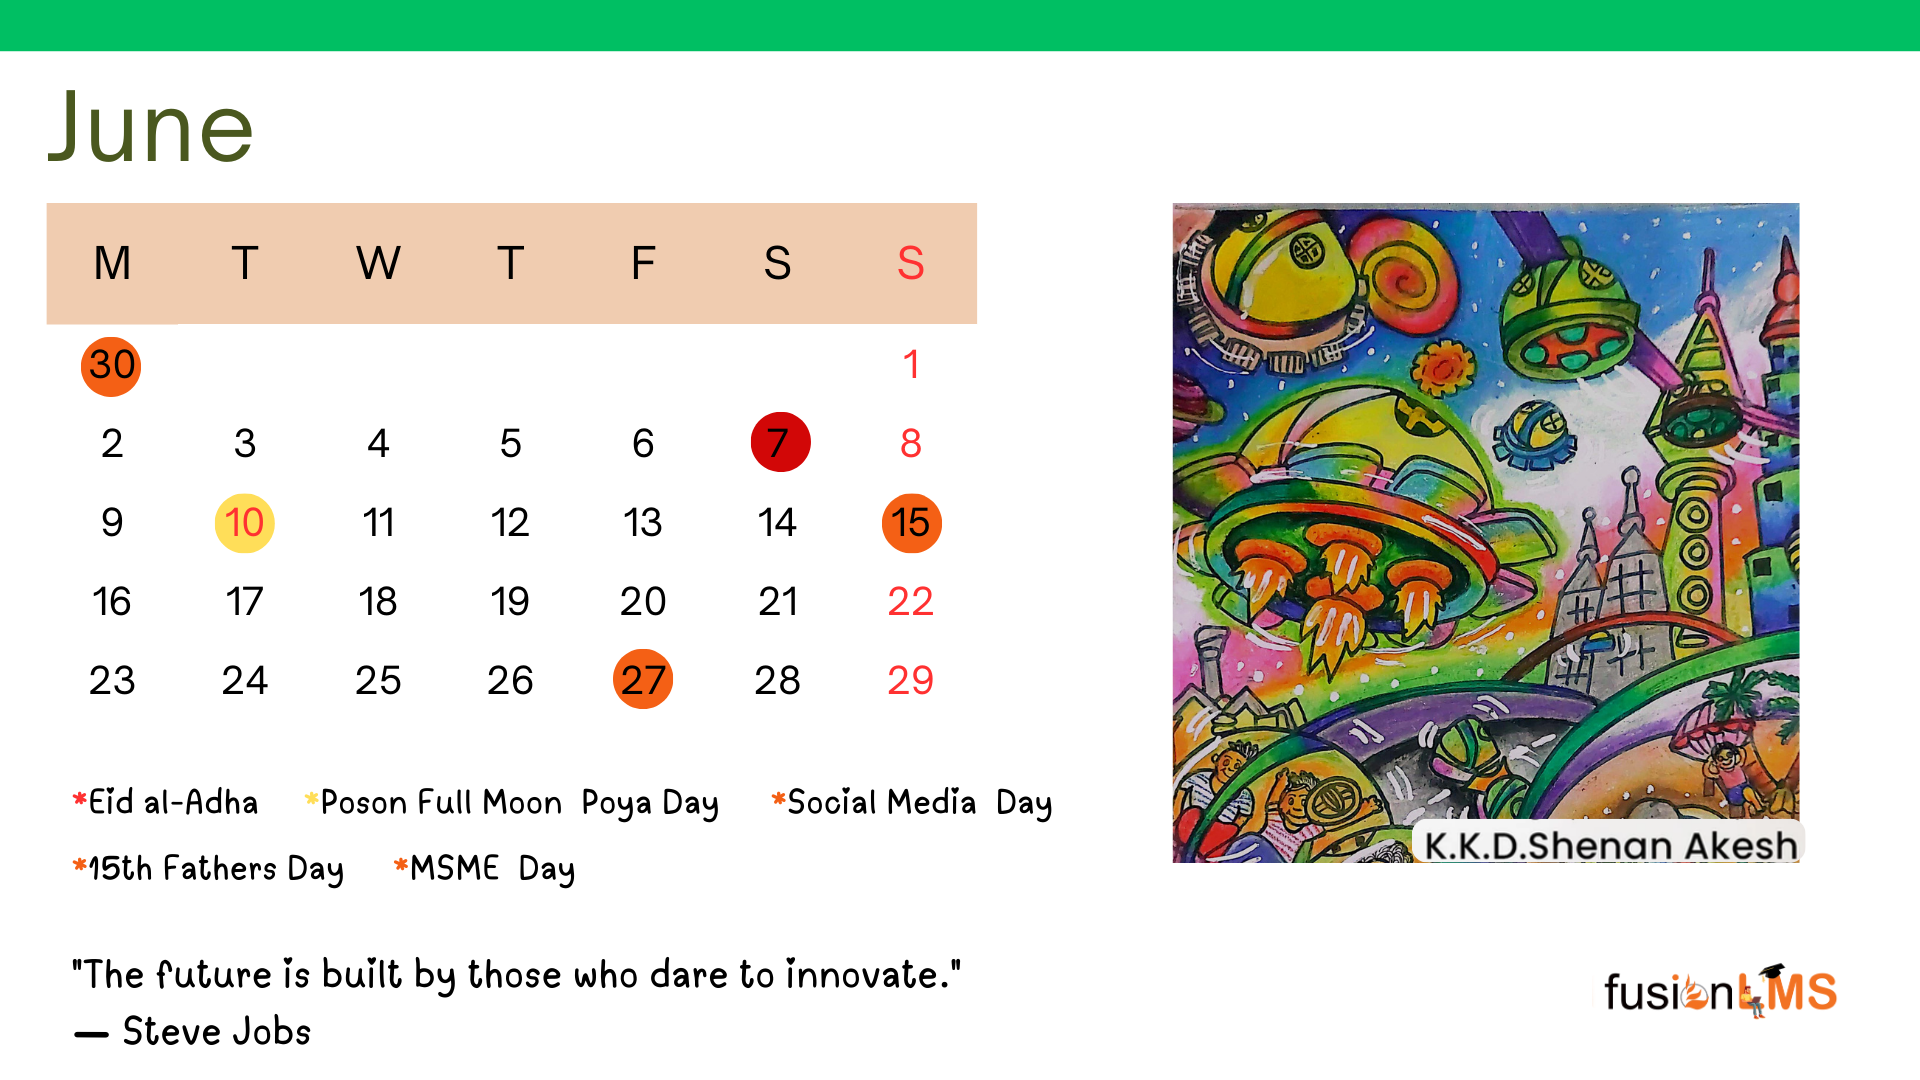 June
M T W T F S S
30 1
2 3 4 5 6 7 8
9 10 11 12 13 14 15
16 17 18 19 20 21 22
23 24 25 26 27 28 29
*Eid al-Adha *Poson Full Moon Poya Day *Social Media Day
*15th Fathers Day *MSME Day
"The future is built by those who dare to innovate."
— Steve Jobs
K.K.D.Shenan Akesh
fusionLMS